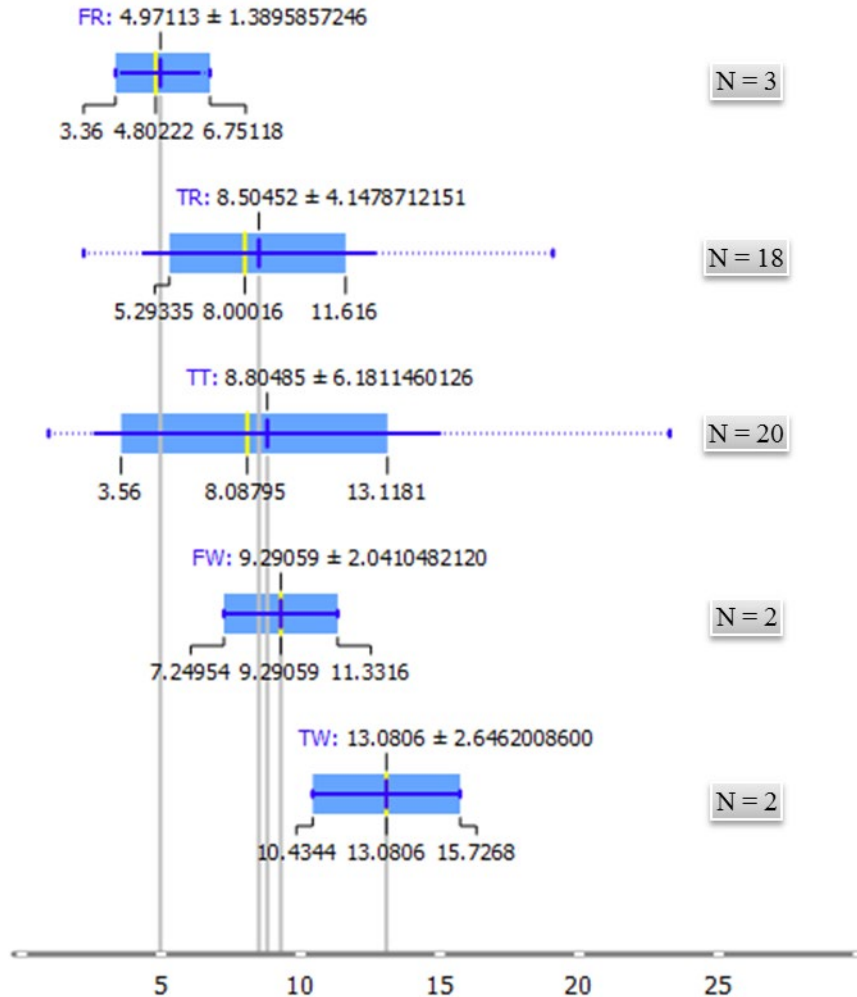 FR: 4.97113 ± 1.3895857246
N = 3
3.36 4.80222 6.75118
TR: 8.50452 ± 4.1478712151
N = 18
5.29335 8.00016 11.616
TT: 8.80485 ± 6.1811460126
N = 20
3.56 8.08795 13.1181
FW: 9.29059 ± 2.0410482120
N = 2
7.24954 9.29059 11.3316
TW: 13.0806 ± 2.6462008600
N = 2
10.4344 13.0806 15.7268
5 10 15 20 25